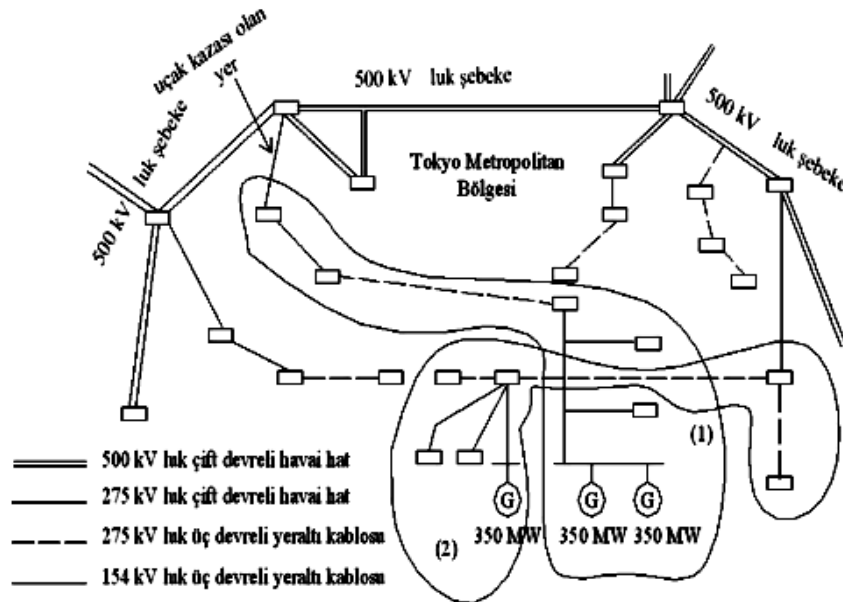 uçak kazası olan
yer
500 kV luk şebeke
500 kV luk şebeke
500 kV luk şebeke
Tokyo Metropolitan
Bölgesi
(1)
G
G
G
350 MW
350 MW
350 MW
(2)
500 kV luk çift devreli havai hat
275 kV luk çift devreli havai hat
275 kV luk üç devreli yeraltı kablosu
154 kV luk üç devreli yeraltı kablosu